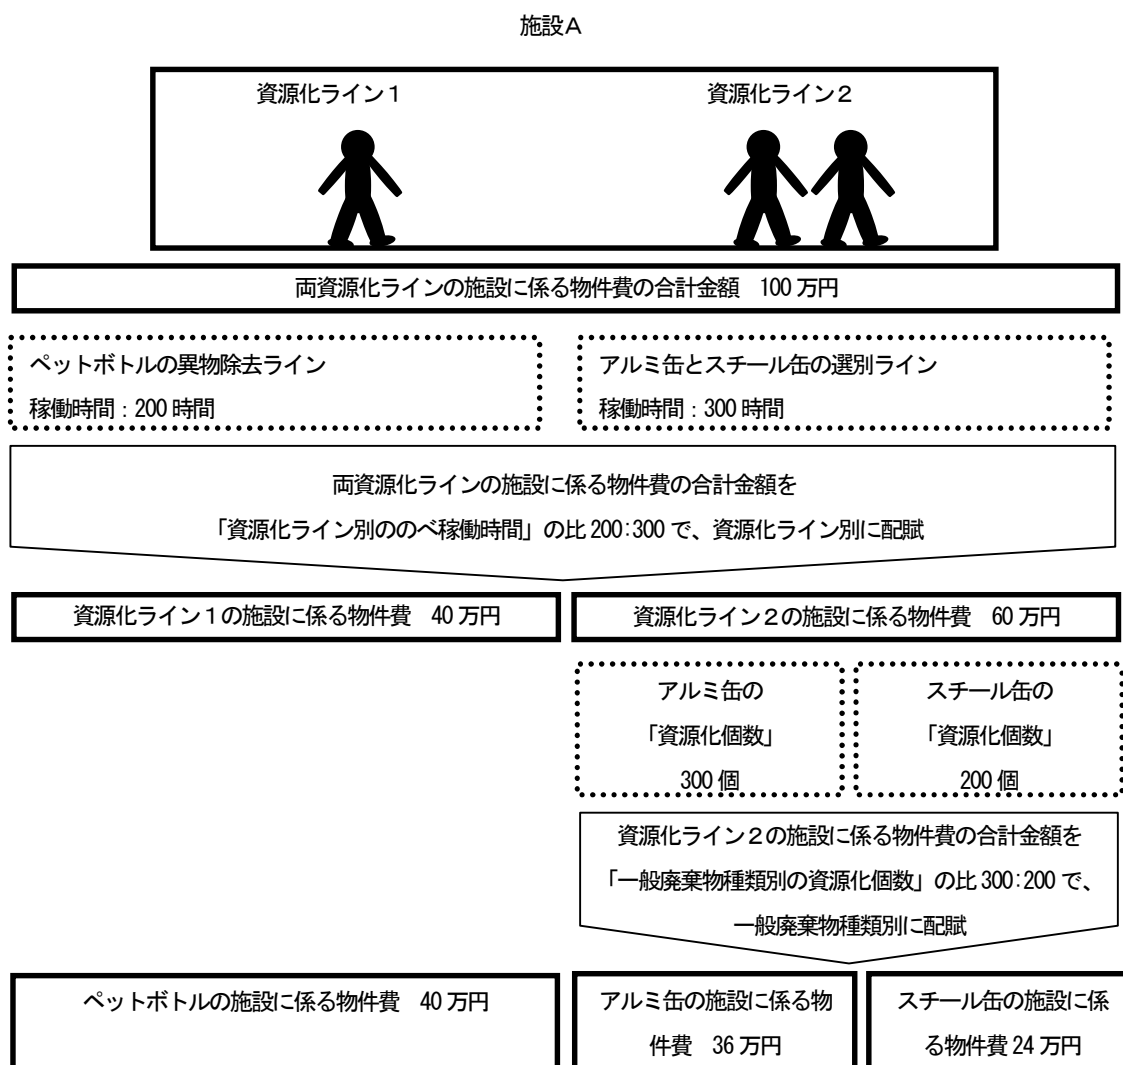 施設A
資源化ライン1
資源化ライン2
両資源化ラインの施設に係る物件費の合計金額 100 万円
ペットボトルの異物除去ライン
稼働時間：200 時間
アルミ缶とスチール缶の選別ライン
稼働時間：300 時間
両資源化ラインの施設に係る物件費の合計金額を
「資源化ライン別ののべ稼働時間」の比 200:300 で、資源化ライン別に配賦
資源化ライン１の施設に係る物件費 40 万円
資源化ライン２の施設に係る物件費 60 万円
アルミ缶の
「資源化個数」
300 個
スチール缶の
「資源化個数」
200 個
資源化ライン２の施設に係る物件費の合計金額を
「一般廃棄物種類別の資源化個数」の比 300:200 で、
一般廃棄物種類別に配賦
ペットボトルの施設に係る物件費 40 万円
アルミ缶の施設に係る物
件費 36 万円
スチール缶の施設に係
る物件費 24 万円